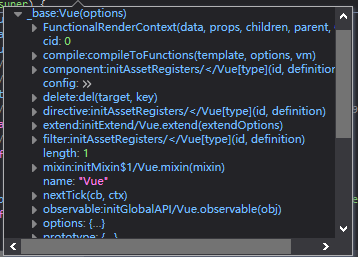 _base:Vue(options)
FunctionalRenderContext(data, props, children, parent,
cid: 0
compile:compileToFunctions(template, options, vm)
component:initAssetRegisters/</Vue[type](id, definition
config:
delete:del(target, key)
directive:initAssetRegisters/</Vue[type](id, definition)
extend:initExtend/Vue.extend(extendOptions)
filter:initAssetRegisters/</Vue[type](id, definition)
length: 1
mixin:initMixin$1/Vue.mixin(mixin)
name: "Vue"
nextTick(cb, ctx)
observable:initGlobalAPI/Vue.observable(obj)
options: {...}
prototype: {...}